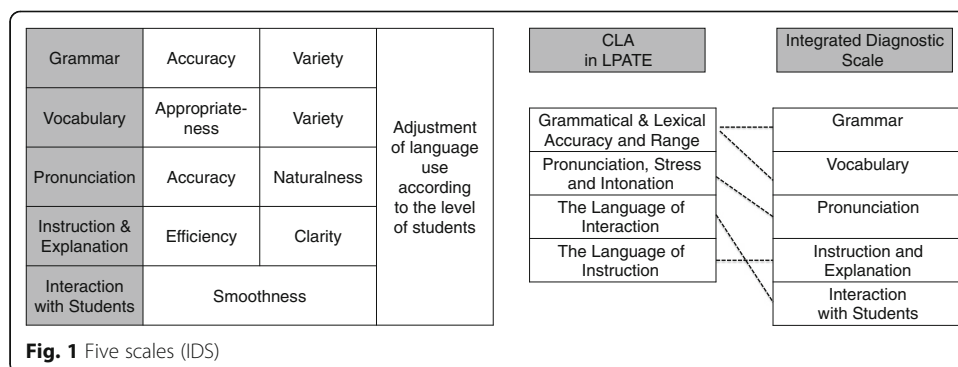 Grammar
Accuracy
Variety
Vocabulary
Appropriate-
ness
Variety
Pronunciation
Accuracy
Naturalness
Instruction &
Explanation
Efficiency
Clarity
Interaction
with Students
Smoothness
Adjustment
of language
use
according
to the level
of students
CLA
in LPATE
Grammatical & Lexical
Accuracy and Range
Pronunciation, Stress
and Intonation
The Language of
Interaction
The Language of
Instruction
Integrated Diagnostic
Scale
Grammar
Vocabulary
Pronunciation
Instruction and
Explanation
Interaction
with Students
Fig. 1 Five scales (IDS)